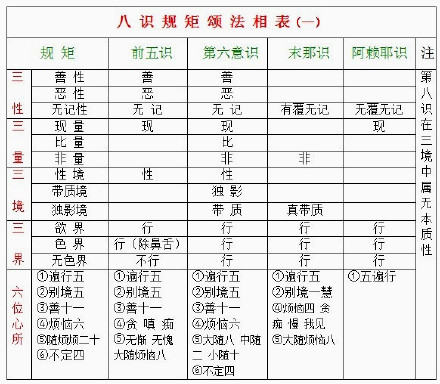 八 识 规 矩 颂 法 相 表 (一)
规 矩 前五识 第六意识 末那识 阿赖耶识 注
三 性
善 性 善 善
恶 性 恶 恶
无记性 无 记 无 记 有覆无记 无覆无记
三 量
现 量 现 现 现
比 量 比
非 量 非 非
三 境
性 境 性 性
带质境 独 影
独影境 带 质 真带质
三 界
欲 界 行 行 行 行
色 界 行（除鼻舌） 行 行 行
无色界 不行 行 行 行
第八识在三境中属无本质性
六位心所
①遍行五 ①遍行五 ①遍行五 ①遍行五 ①五遍行
②别境五 ②别境五 ②别境五 ②别境一慧
③善十一 ③善十一 ③善十一 ④烦恼四 贪
④烦恼六 ④贪 嗔 痴 ④烦恼六 痴 慢 我见
⑤随烦烦二十 ⑤无惭 无愧 ⑤大随八 中随 ⑤大随烦恼八
⑥不定四 大随烦恼八 二 小随十
⑥不定四